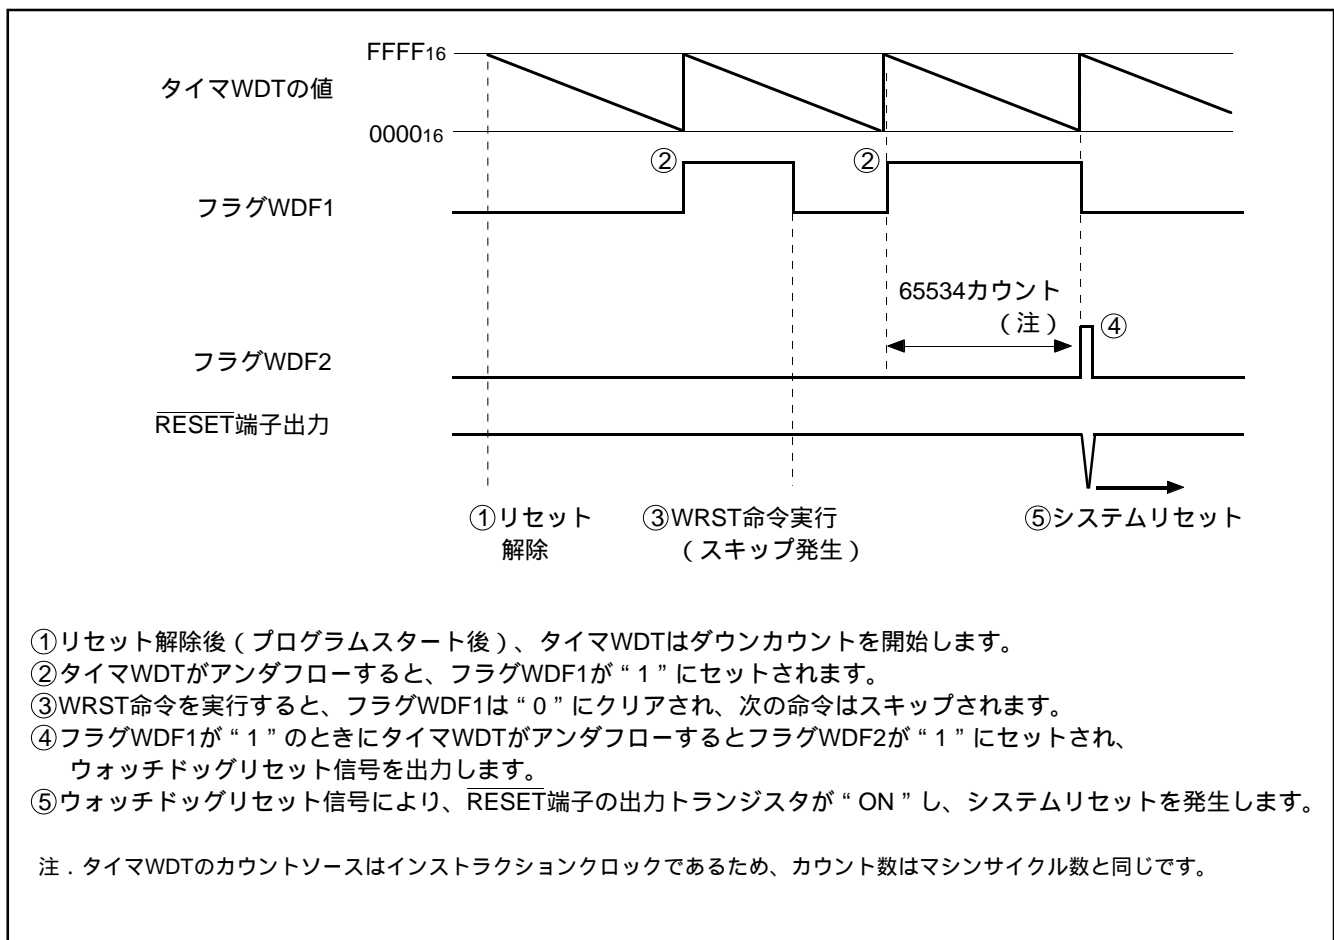 FFFF16
タイマWDTの値
000016
② ②
フラグWDF1
65534カウント
（注）
④
フラグWDF2
RESET端子出力
①リセット
解除
③WRST命令実行
（スキップ発生）
⑤システムリセット
①リセット解除後（プログラムスタート後）、タイマWDTはダウンカウントを開始します。
②タイマWDTがアンダフローすると、フラグWDF1が“1”にセットされます。
③WRST命令を実行すると、フラグWDF1は“0”にクリアされ、次の命令はスキップされます。
④フラグWDF1が“1”のときにタイマWDTがアンダフローするとフラグWDF2が“1”にセットされ、
ウォッチドッグリセット信号を出力します。
⑤ウォッチドッグリセット信号により、RESET端子の出力トランジスタが“ON”し、システムリセットを発生します。
注．タイマWDTのカウントソースはインストラクションクロックであるため、カウント数はマシンサイクル数と同じです。